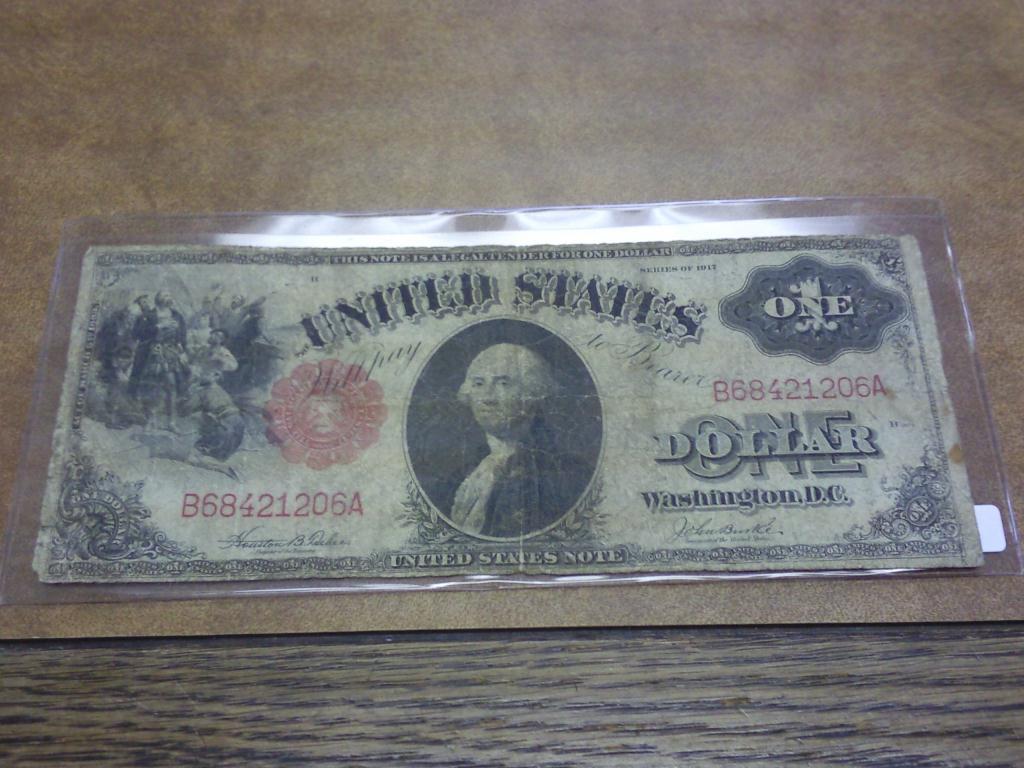 THIS NOTE IS A LEGAL TENDER FOR ONE DOLLAR
SERIES OF 1917
UNITED STATES
ONE
Will pay to Bearer
B68421206A
ONE
DOLLAR
Washington, D.C.
B68421206A
UNITED STATES NOTE